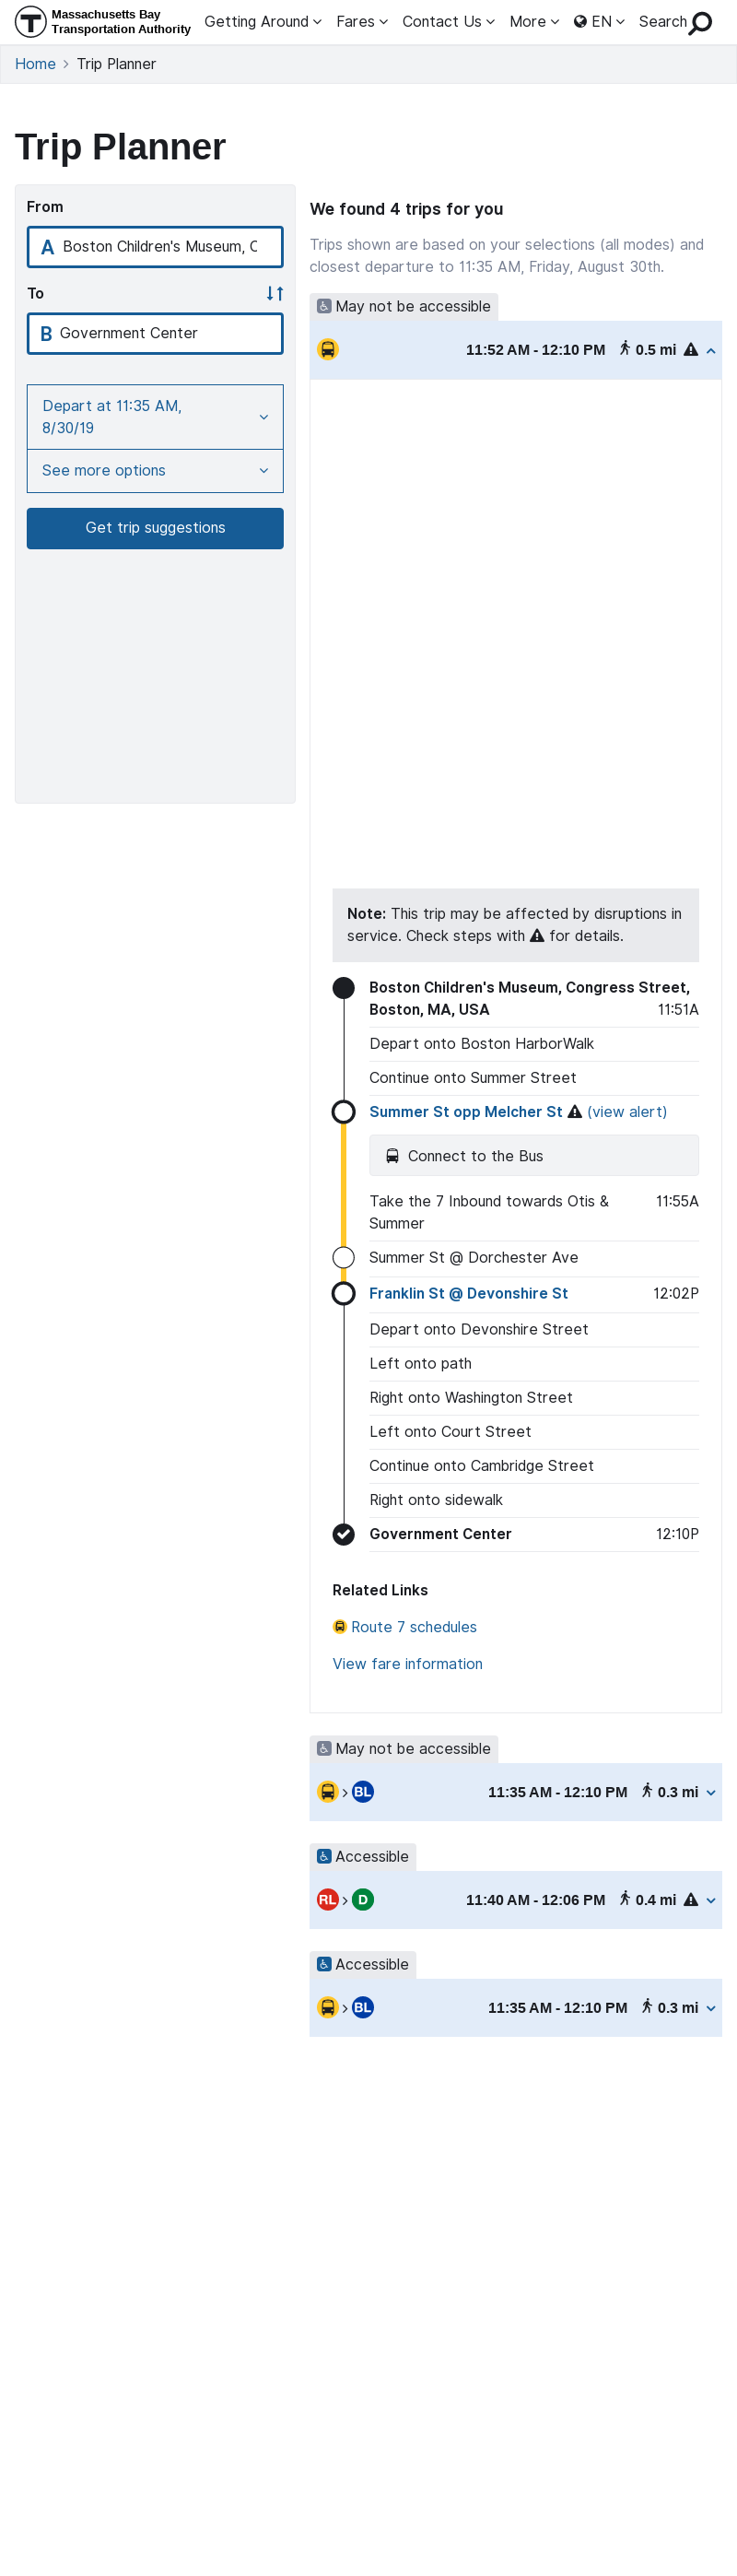 Massachusetts Bay
Transportation Authority
Getting Around
Fares
Contact Us
More
EN
Search
Home
Trip Planner
Trip Planner
From
A Boston Children's Museum, C
To
B Government Center
Depart at 11:35 AM,
8/30/19
See more options
Get trip suggestions
We found 4 trips for you
Trips shown are based on your selections (all modes) and
closest departure to 11:35 AM, Friday, August 30th.
May not be accessible
11:52 AM - 12:10 PM 0.5 mi
Note: This trip may be affected by disruptions in
service. Check steps with for details.
Boston Children's Museum, Congress Street,
Boston, MA, USA 11:51A
Depart onto Boston HarborWalk
Continue onto Summer Street
Summer St opp Melcher St (view alert)
Connect to the Bus
Take the 7 Inbound towards Otis & 11:55A
Summer
Summer St @ Dorchester Ave
Franklin St @ Devonshire St 12:02P
Depart onto Devonshire Street
Left onto path
Right onto Washington Street
Left onto Court Street
Continue onto Cambridge Street
Right onto sidewalk
Government Center 12:10P
Related Links
Route 7 schedules
View fare information
May not be accessible
BL 11:35 AM - 12:10 PM 0.3 mi
Accessible
RL D 11:40 AM - 12:06 PM 0.4 mi
Accessible
BL 11:35 AM - 12:10 PM 0.3 mi